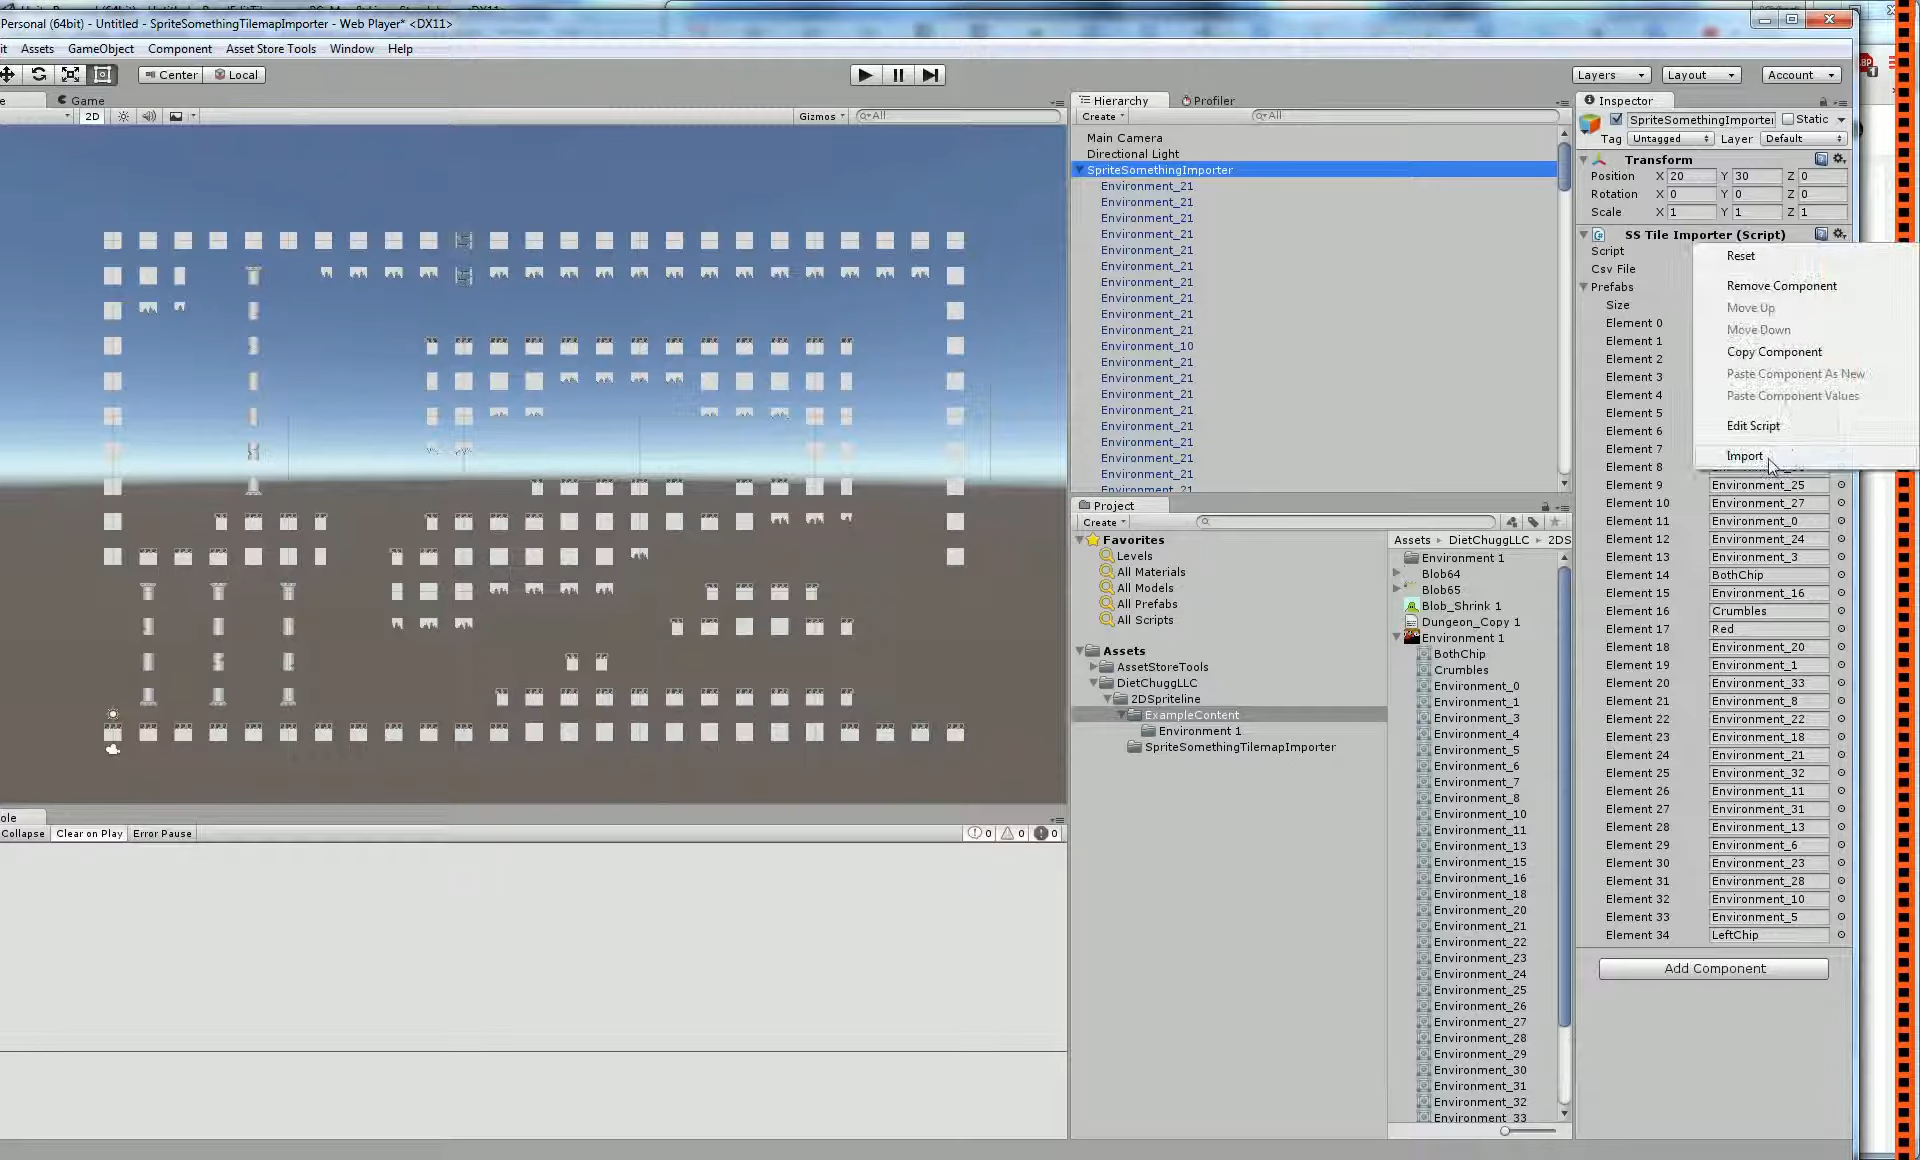 Personal (64bit) - Untitled - SpriteSomethingTilemapImporter - Web Player* <DX11>
it Assets GameObject Component Asset Store Tools Window Help
Center Local
Layers Layout Account
e Game
2D Gizmos All
Hierarchy Profiler
Create All
Main Camera
Directional Light
SpriteSomethingImporter
Environment_21
Environment_21
Environment_21
Environment_21
Environment_21
Environment_21
Environment_21
Environment_21
Environment_21
Environment_21
Environment_10
Environment_21
Environment_21
Environment_21
Environment_21
Environment_21
Environment_21
Environment_21
Environment_21
Environment_21
Inspector
SpriteSomethingImporter Static
Tag Untagged Layer Default
Transform
Position X 20 Y 30 Z 0
Rotation X 0 Y 0 Z 0
Scale X 1 Y 1 Z 1
SS Tile Importer (Script)
Script
Csv File
Prefabs
Size
Element 0
Element 1
Element 2
Element 3
Element 4
Element 5
Element 6
Element 7
Element 8
Element 9 Environment_25
Element 10 Environment_27
Element 11 Environment_0
Element 12 Environment_24
Element 13 Environment_3
Element 14 BothChip
Element 15 Environment_16
Element 16 Crumbles
Element 17 Red
Element 18 Environment_20
Element 19 Environment_1
Element 20 Environment_33
Element 21 Environment_8
Element 22 Environment_22
Element 23 Environment_18
Element 24 Environment_21
Element 25 Environment_32
Element 26 Environment_11
Element 27 Environment_31
Element 28 Environment_13
Element 29 Environment_6
Element 30 Environment_23
Element 31 Environment_28
Element 32 Environment_10
Element 33 Environment_5
Element 34 LeftChip
Add Component
Reset
Remove Component
Move Up
Move Down
Copy Component
Paste Component As New
Paste Component Values
Edit Script
Import
Project
Create
Favorites
Levels
All Materials
All Models
All Prefabs
All Scripts
Assets
AssetStoreTools
DietChuggLLC
2DSpriteline
ExampleContent
Environment 1
SpriteSomethingTilemapImporter
Assets DietChuggLLC 2DS
Environment 1
Blob64
Blob65
Blob_Shrink 1
Dungeon_Copy 1
Environment 1
BothChip
Crumbles
Environment_0
Environment_1
Environment_3
Environment_4
Environment_5
Environment_6
Environment_7
Environment_8
Environment_10
Environment_11
Environment_13
Environment_15
Environment_16
Environment_18
Environment_20
Environment_21
Environment_22
Environment_23
Environment_24
Environment_25
Environment_26
Environment_27
Environment_28
Environment_29
Environment_30
Environment_31
Environment_32
Environment_33
ole
Collapse Clear on Play Error Pause 0 0 0